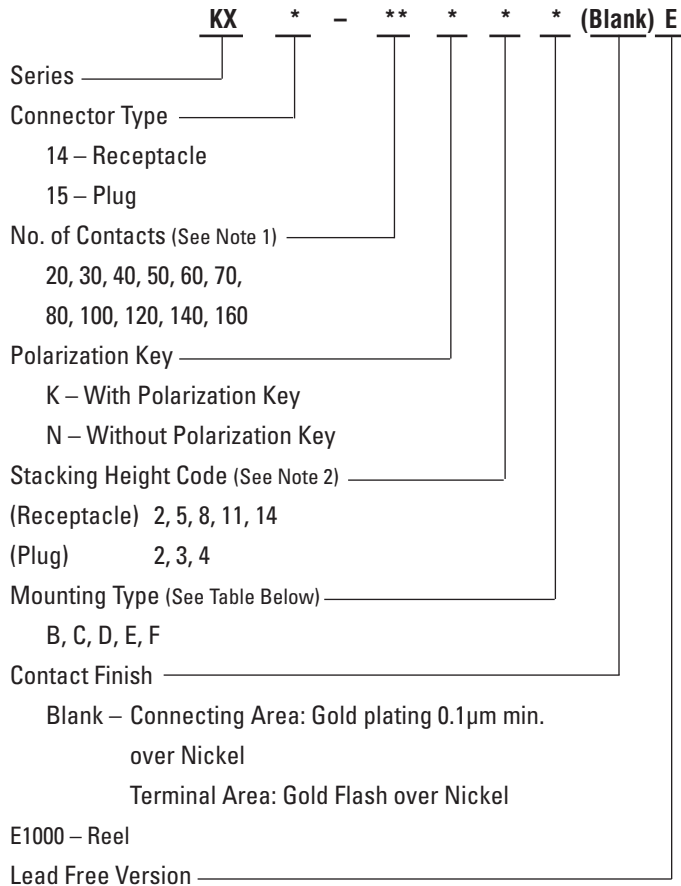 KX * – ** * * * (Blank) E
Series
Connector Type
14 – Receptacle
15 – Plug
No. of Contacts (See Note 1)
20, 30, 40, 50, 60, 70,
80, 100, 120, 140, 160
Polarization Key
K – With Polarization Key
N – Without Polarization Key
Stacking Height Code (See Note 2)
(Receptacle) 2, 5, 8, 11, 14
(Plug) 2, 3, 4
Mounting Type (See Table Below)
B, C, D, E, F
Contact Finish
Blank – Connecting Area: Gold plating 0.1µm min.
over Nickel
Terminal Area: Gold Flash over Nickel
E1000 – Reel
Lead Free Version